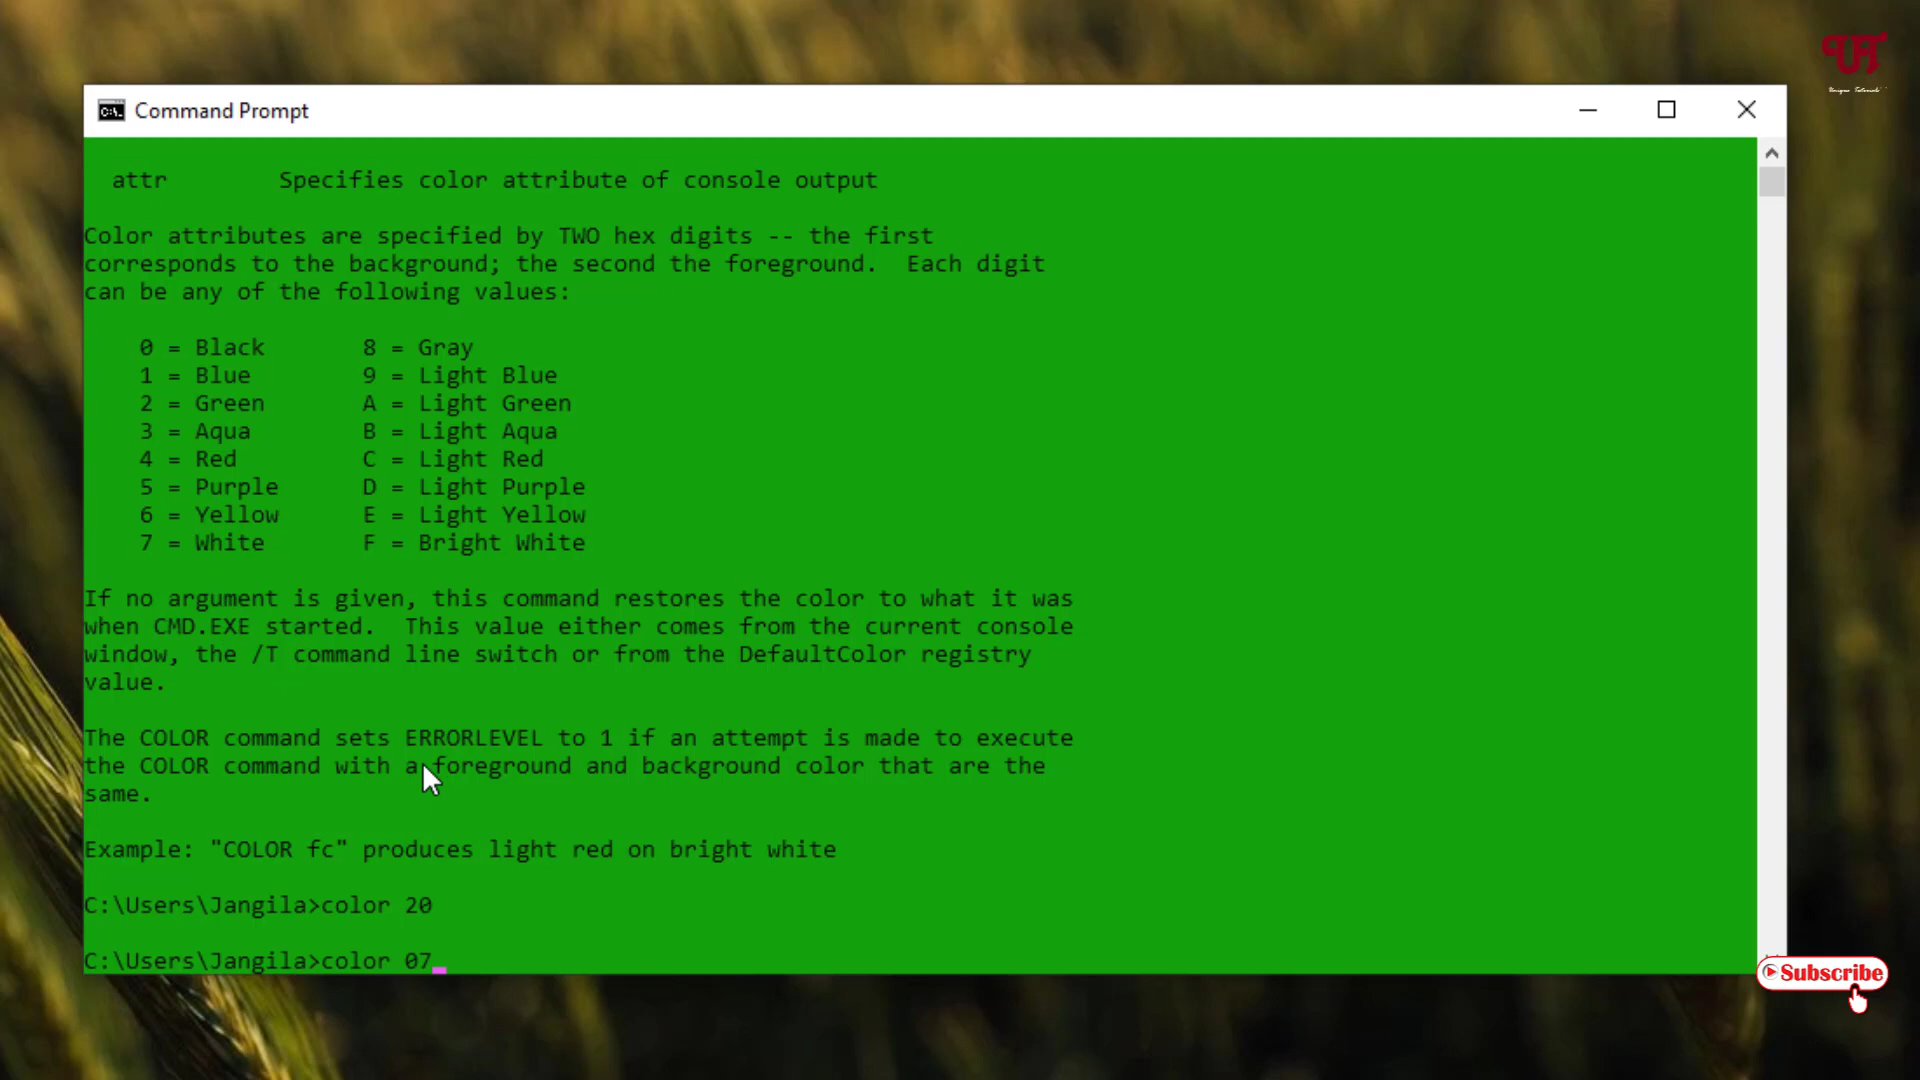 Command Prompt
attr Specifies color attribute of console output
Color attributes are specified by TWO hex digits -- the first
corresponds to the background; the second the foreground. Each digit
can be any of the following values:
0 = Black 8 = Gray
1 = Blue 9 = Light Blue
2 = Green A = Light Green
3 = Aqua B = Light Aqua
4 = Red C = Light Red
5 = Purple D = Light Purple
6 = Yellow E = Light Yellow
7 = White F = Bright White
If no argument is given, this command restores the color to what it was
when CMD.EXE started. This value either comes from the current console
window, the /T command line switch or from the DefaultColor registry
value.
The COLOR command sets ERRORLEVEL to 1 if an attempt is made to execute
the COLOR command with a foreground and background color that are the
same.
Example: "COLOR fc" produces light red on bright white
C:\Users\Jangila>color 20
C:\Users\Jangila>color 07
Subscribe